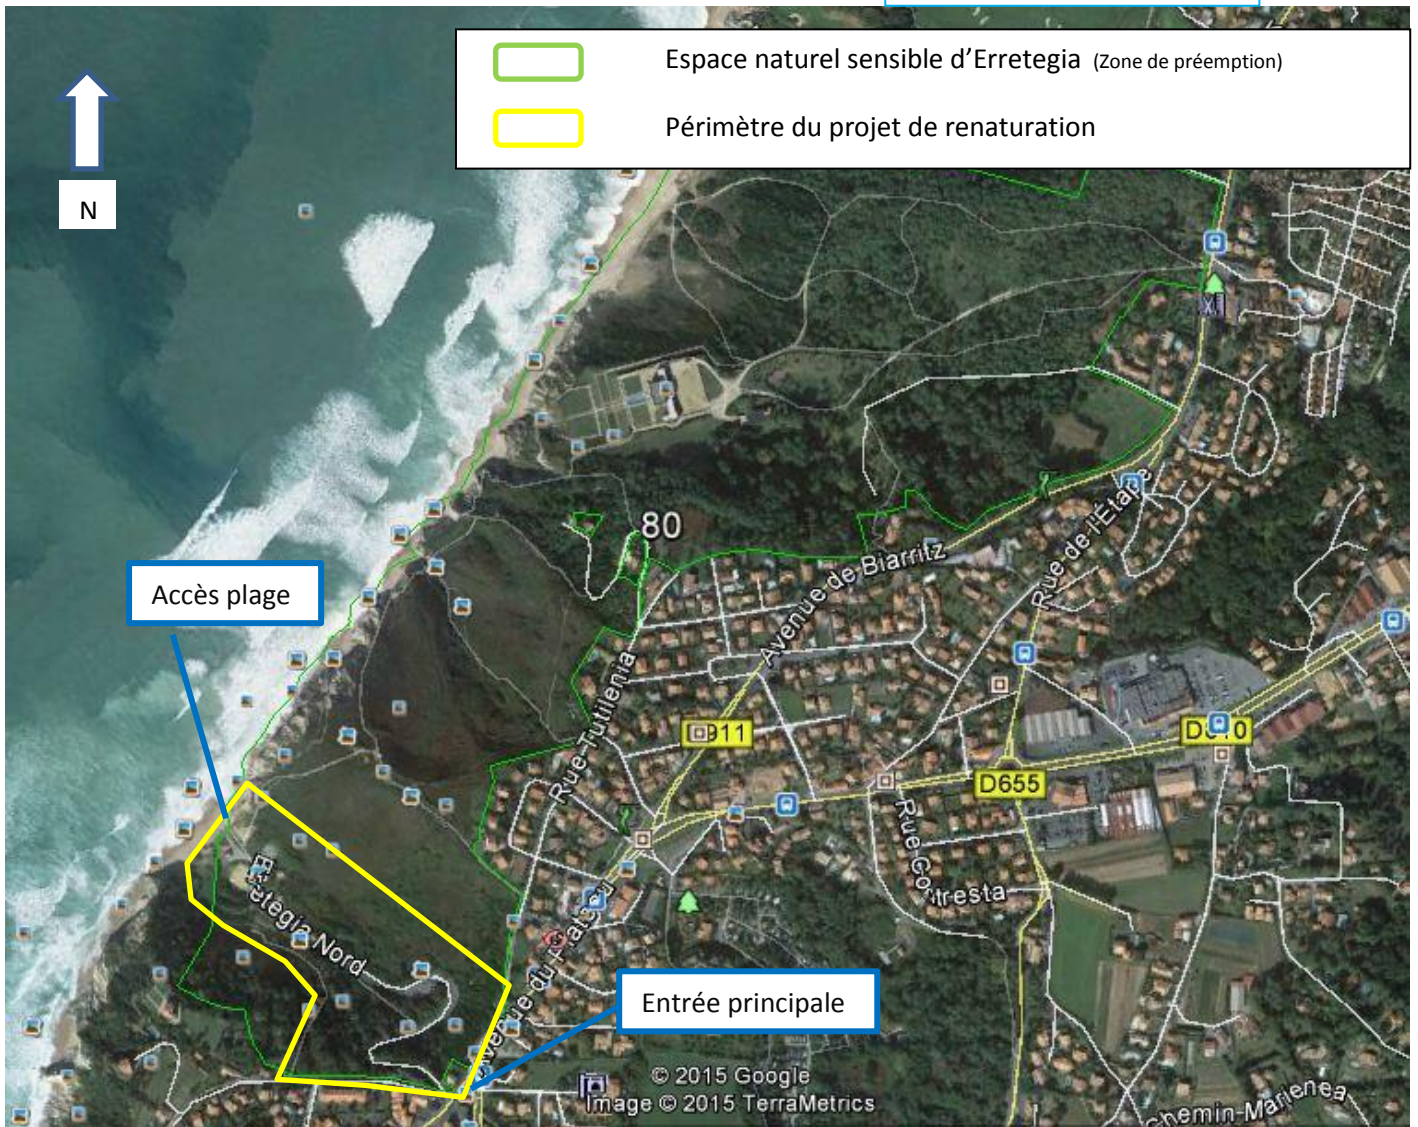 Espace naturel sensible d’Erretegia (Zone de préemption)
Périmètre du projet de renaturation
N
80
Accès plage
Rue de l'Étape
Avenue de Biarritz
Rue-Tutilenia
D911
D810
D655
Rue Contresta
Erretegia Nord
Avenue du
Entrée principale
© 2015 Google
Image © 2015 TerraMetrics
Chemin-Marienea